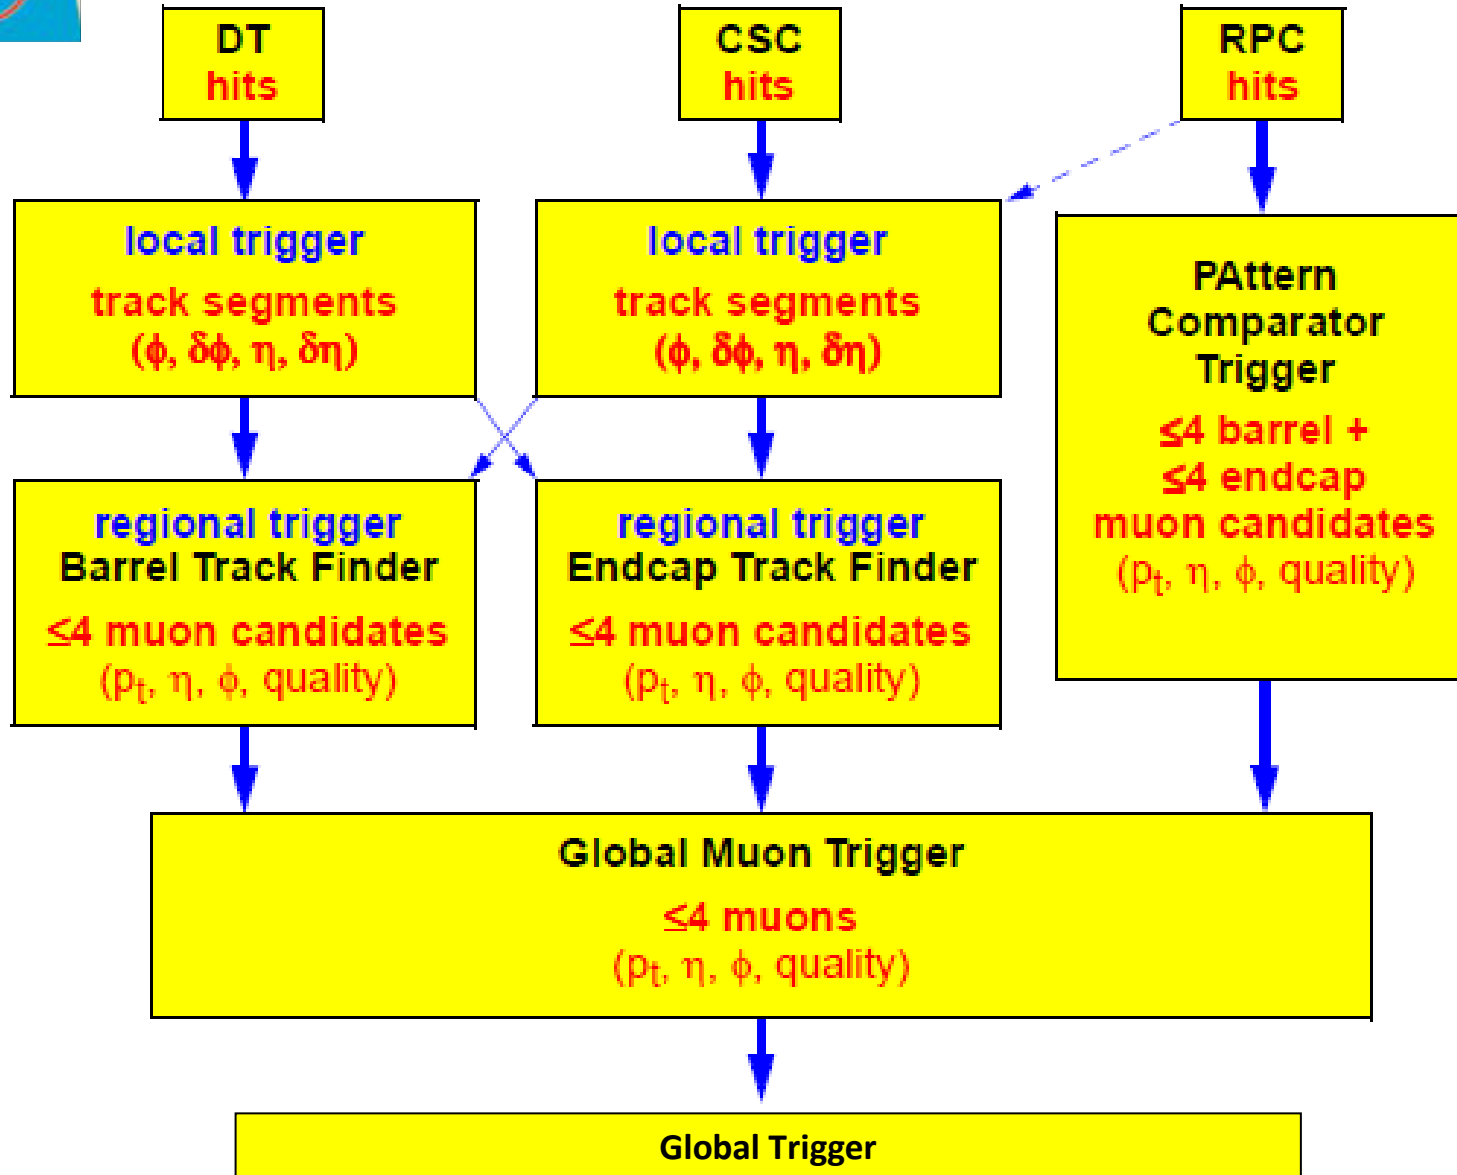 DT
hits
CSC
hits
RPC
hits
local trigger
track segments
(ϕ, δϕ, η, δη)
local trigger
track segments
(ϕ, δϕ, η, δη)
PAttern
Comparator
Trigger
≤4 barrel +
≤4 endcap
muon candidates
(pt, η, ϕ, quality)
regional trigger
Barrel Track Finder
≤4 muon candidates
(pt, η, ϕ, quality)
regional trigger
Endcap Track Finder
≤4 muon candidates
(pt, η, ϕ, quality)
Global Muon Trigger
≤4 muons
(pt, η, ϕ, quality)
Global Trigger